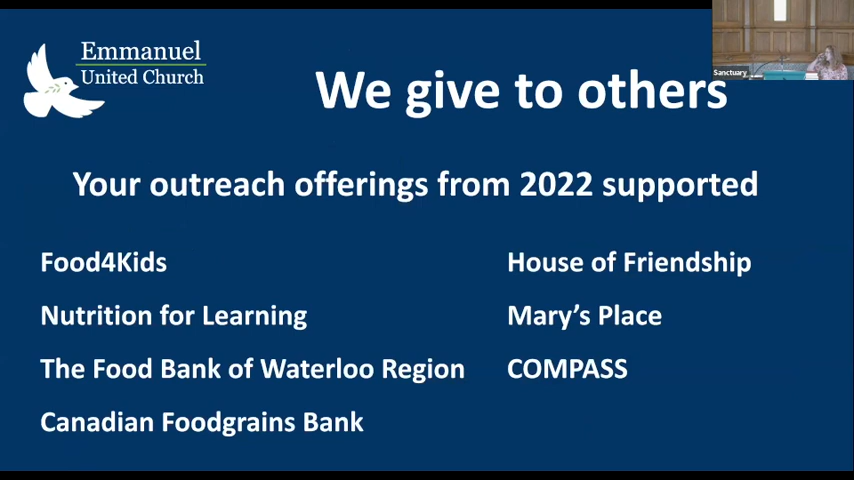 Emmanuel
United Church
Sanctuary
We give to others
Your outreach offerings from 2022 supported
Food4Kids
Nutrition for Learning
The Food Bank of Waterloo Region
Canadian Foodgrains Bank
House of Friendship
Mary's Place
COMPASS